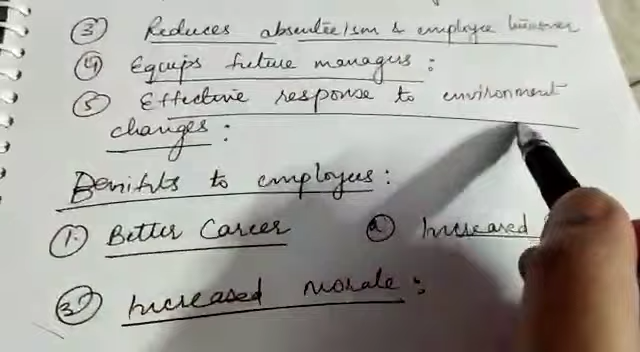 ③ Reduces absenteeism & employee turnover
④ Equips future managers :
⑤ Effective response to environment
changes :
Benifits to employees :
① Better Career ② Increased
③ Increased morale :